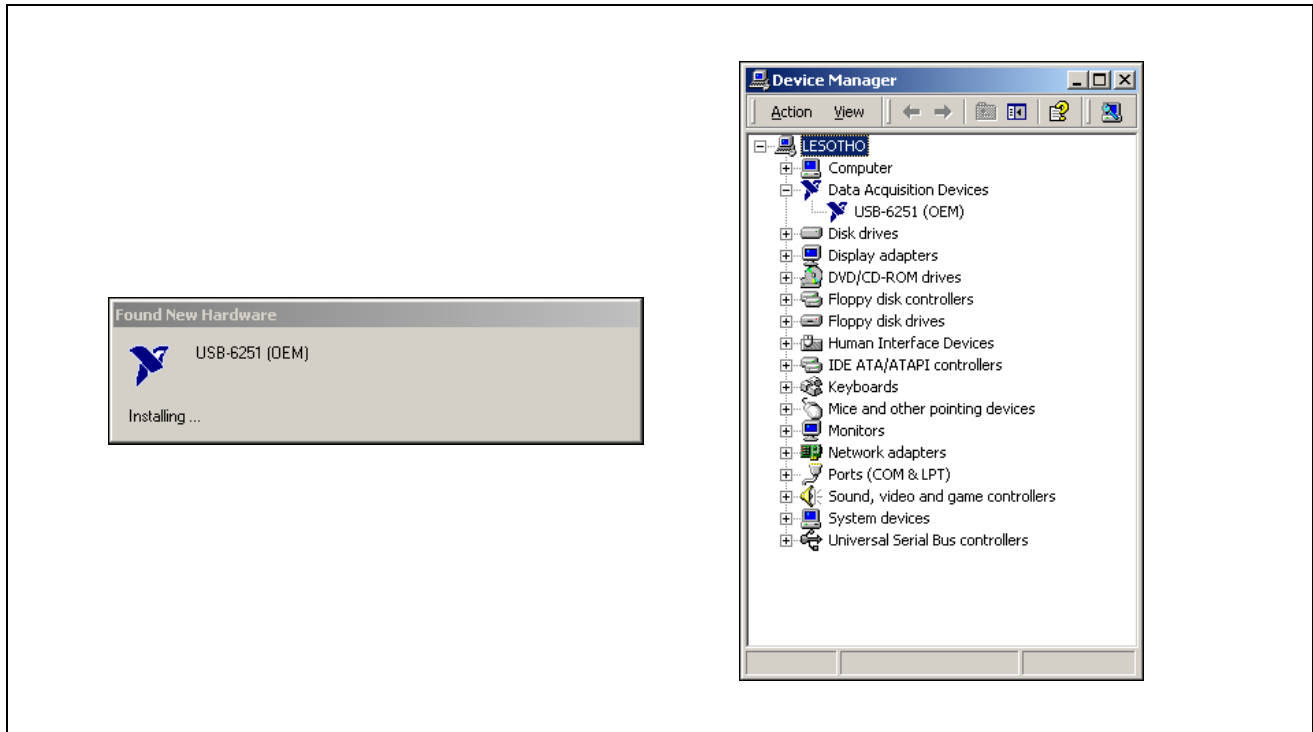 Found New Hardware
USB-6251 (OEM)
Installing ...
Device Manager
Action View
LESOTHO
Computer
Data Acquisition Devices
USB-6251 (OEM)
Disk drives
Display adapters
DVD/CD-ROM drives
Floppy disk controllers
Floppy disk drives
Human Interface Devices
IDE ATA/ATAPI controllers
Keyboards
Mice and other pointing devices
Monitors
Network adapters
Ports (COM & LPT)
Sound, video and game controllers
System devices
Universal Serial Bus controllers